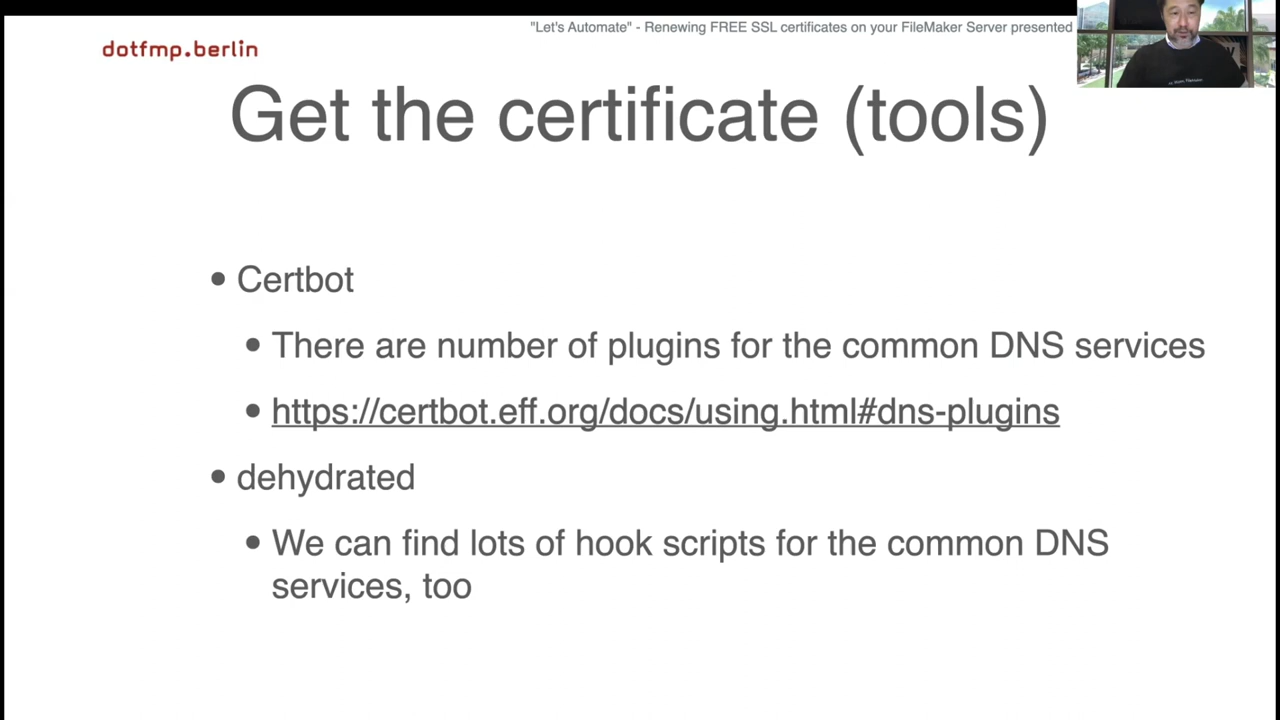 "Let's Automate" - Renewing FREE SSL certificates on your FileMaker Server presented
dotfmp.berlin
Get the certificate (tools)
• Certbot
• There are number of plugins for the common DNS services
• https://certbot.eff.org/docs/using.html#dns-plugins
• dehydrated
• We can find lots of hook scripts for the common DNS
services, too